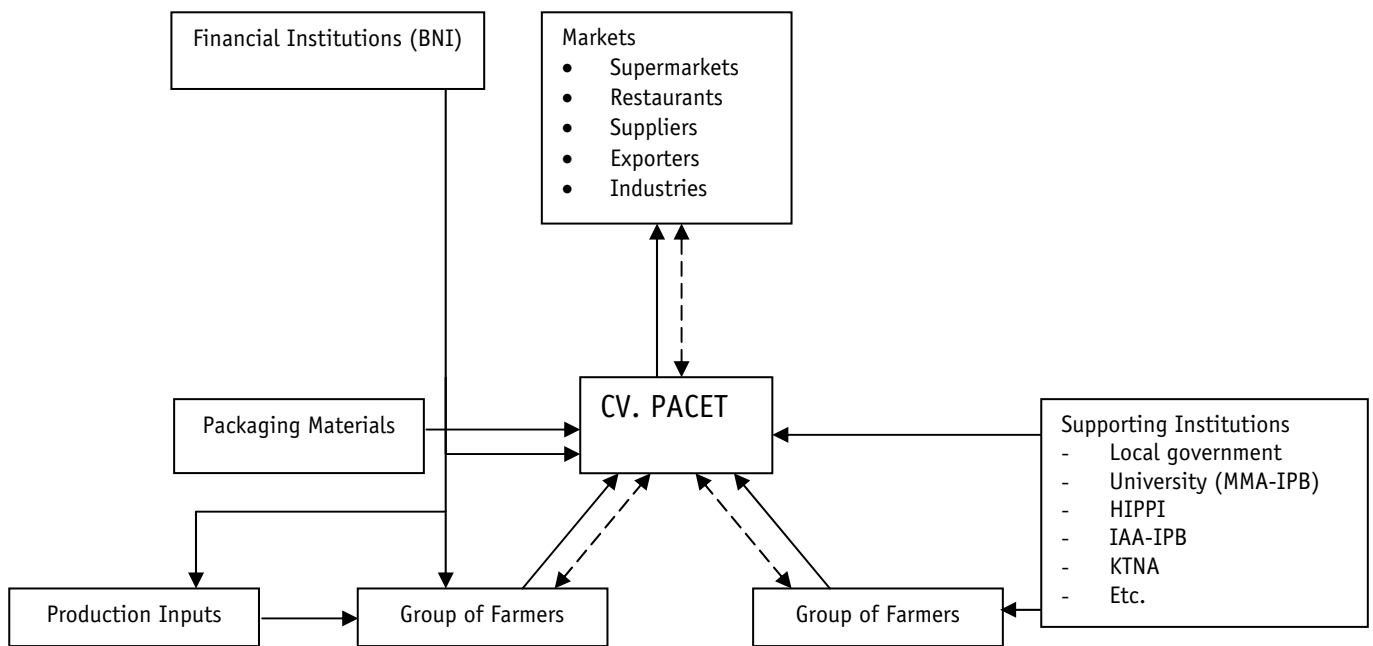 Financial Institutions (BNI)
Markets
• Supermarkets
• Restaurants
• Suppliers
• Exporters
• Industries
CV. PACET
Packaging Materials
Supporting Institutions
- Local government
- University (MMA-IPB)
- HIPPI
- IAA-IPB
- KTNA
- Etc.
Production Inputs
Group of Farmers
Group of Farmers